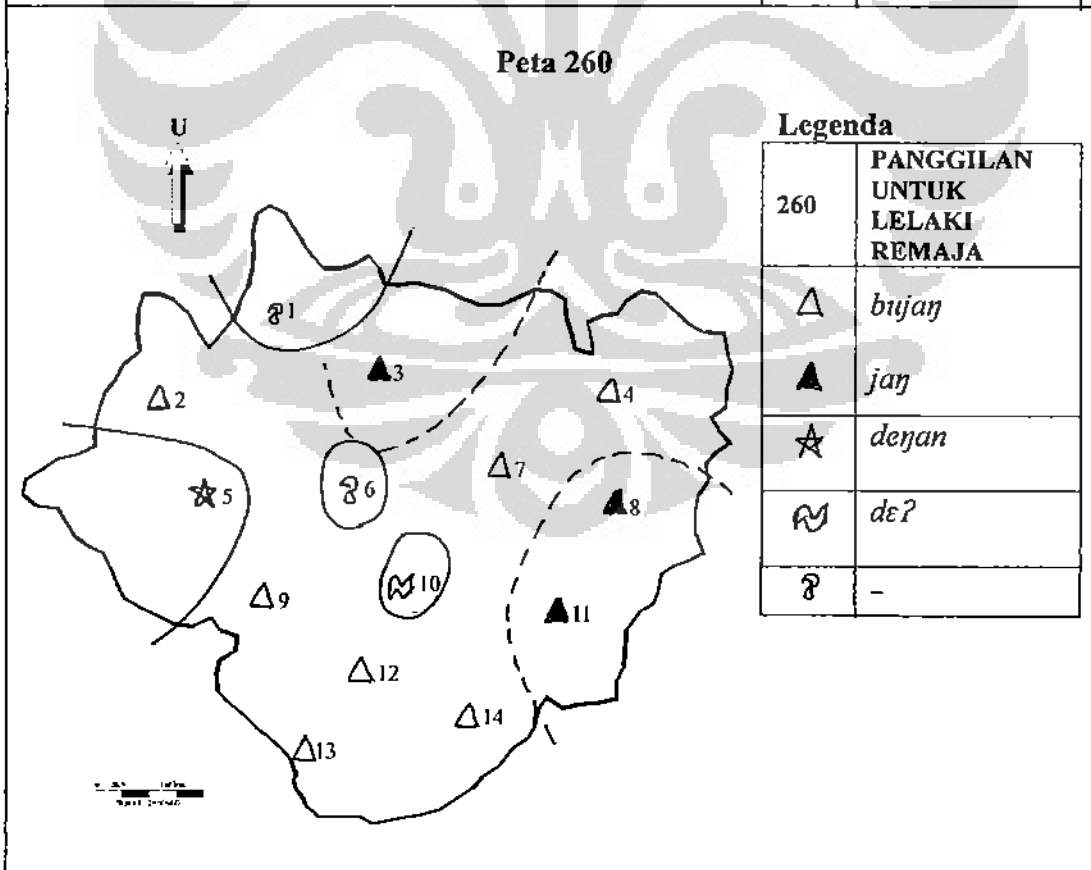 Peta 260
U
Legenda
260
PANGGILAN
UNTUK
LELAKI
REMAJA
bujaŋ
jaŋ
deŋan
dɛʔ
–
1
2
3
4
5
6
7
8
9
10
11
12
13
14